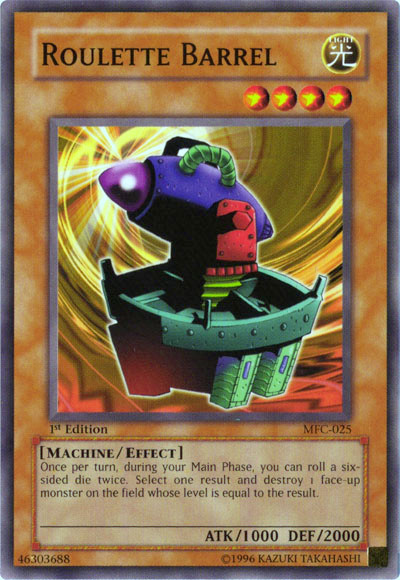 ROULETTE BARREL
LIGHT
光
1st Edition
MFC-025
[MACHINE/EFFECT]
Once per turn, during your Main Phase, you can roll a six-
sided die twice. Select one result and destroy 1 face-up
monster on the field whose level is equal to the result.
ATK/1000 DEF/2000
46303688
©1996 KAZUKI TAKAHASHI